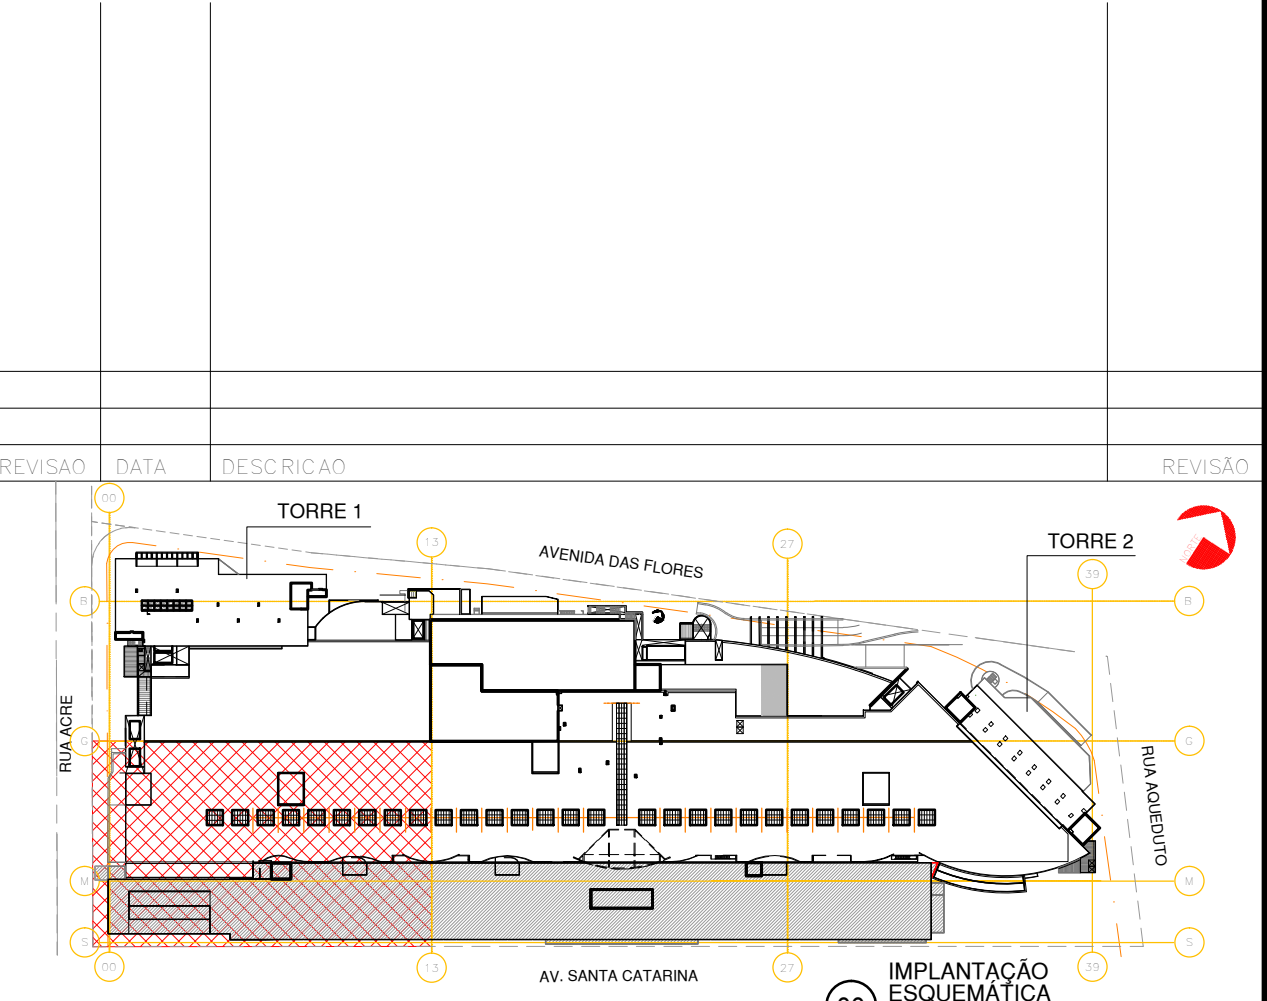 REVISAO DATA DESCRICAO REVISÃO
00
TORRE 1
13
AVENIDA DAS FLORES
27
TORRE 2
NORTE
39
B B
RUA ACRE
G G
RUA AQUEDUTO
M M
S S
00
13
AV. SANTA CATARINA
27
39
IMPLANTAÇÃO
ESQUEMÁTICA